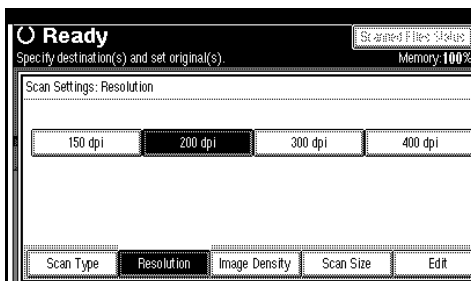 Ready
Scanned Files Status
Specify destination(s) and set original(s).
Memory:100%
Scan Settings: Resolution
150 dpi 200 dpi 300 dpi 400 dpi
Scan Type Resolution Image Density Scan Size Edit